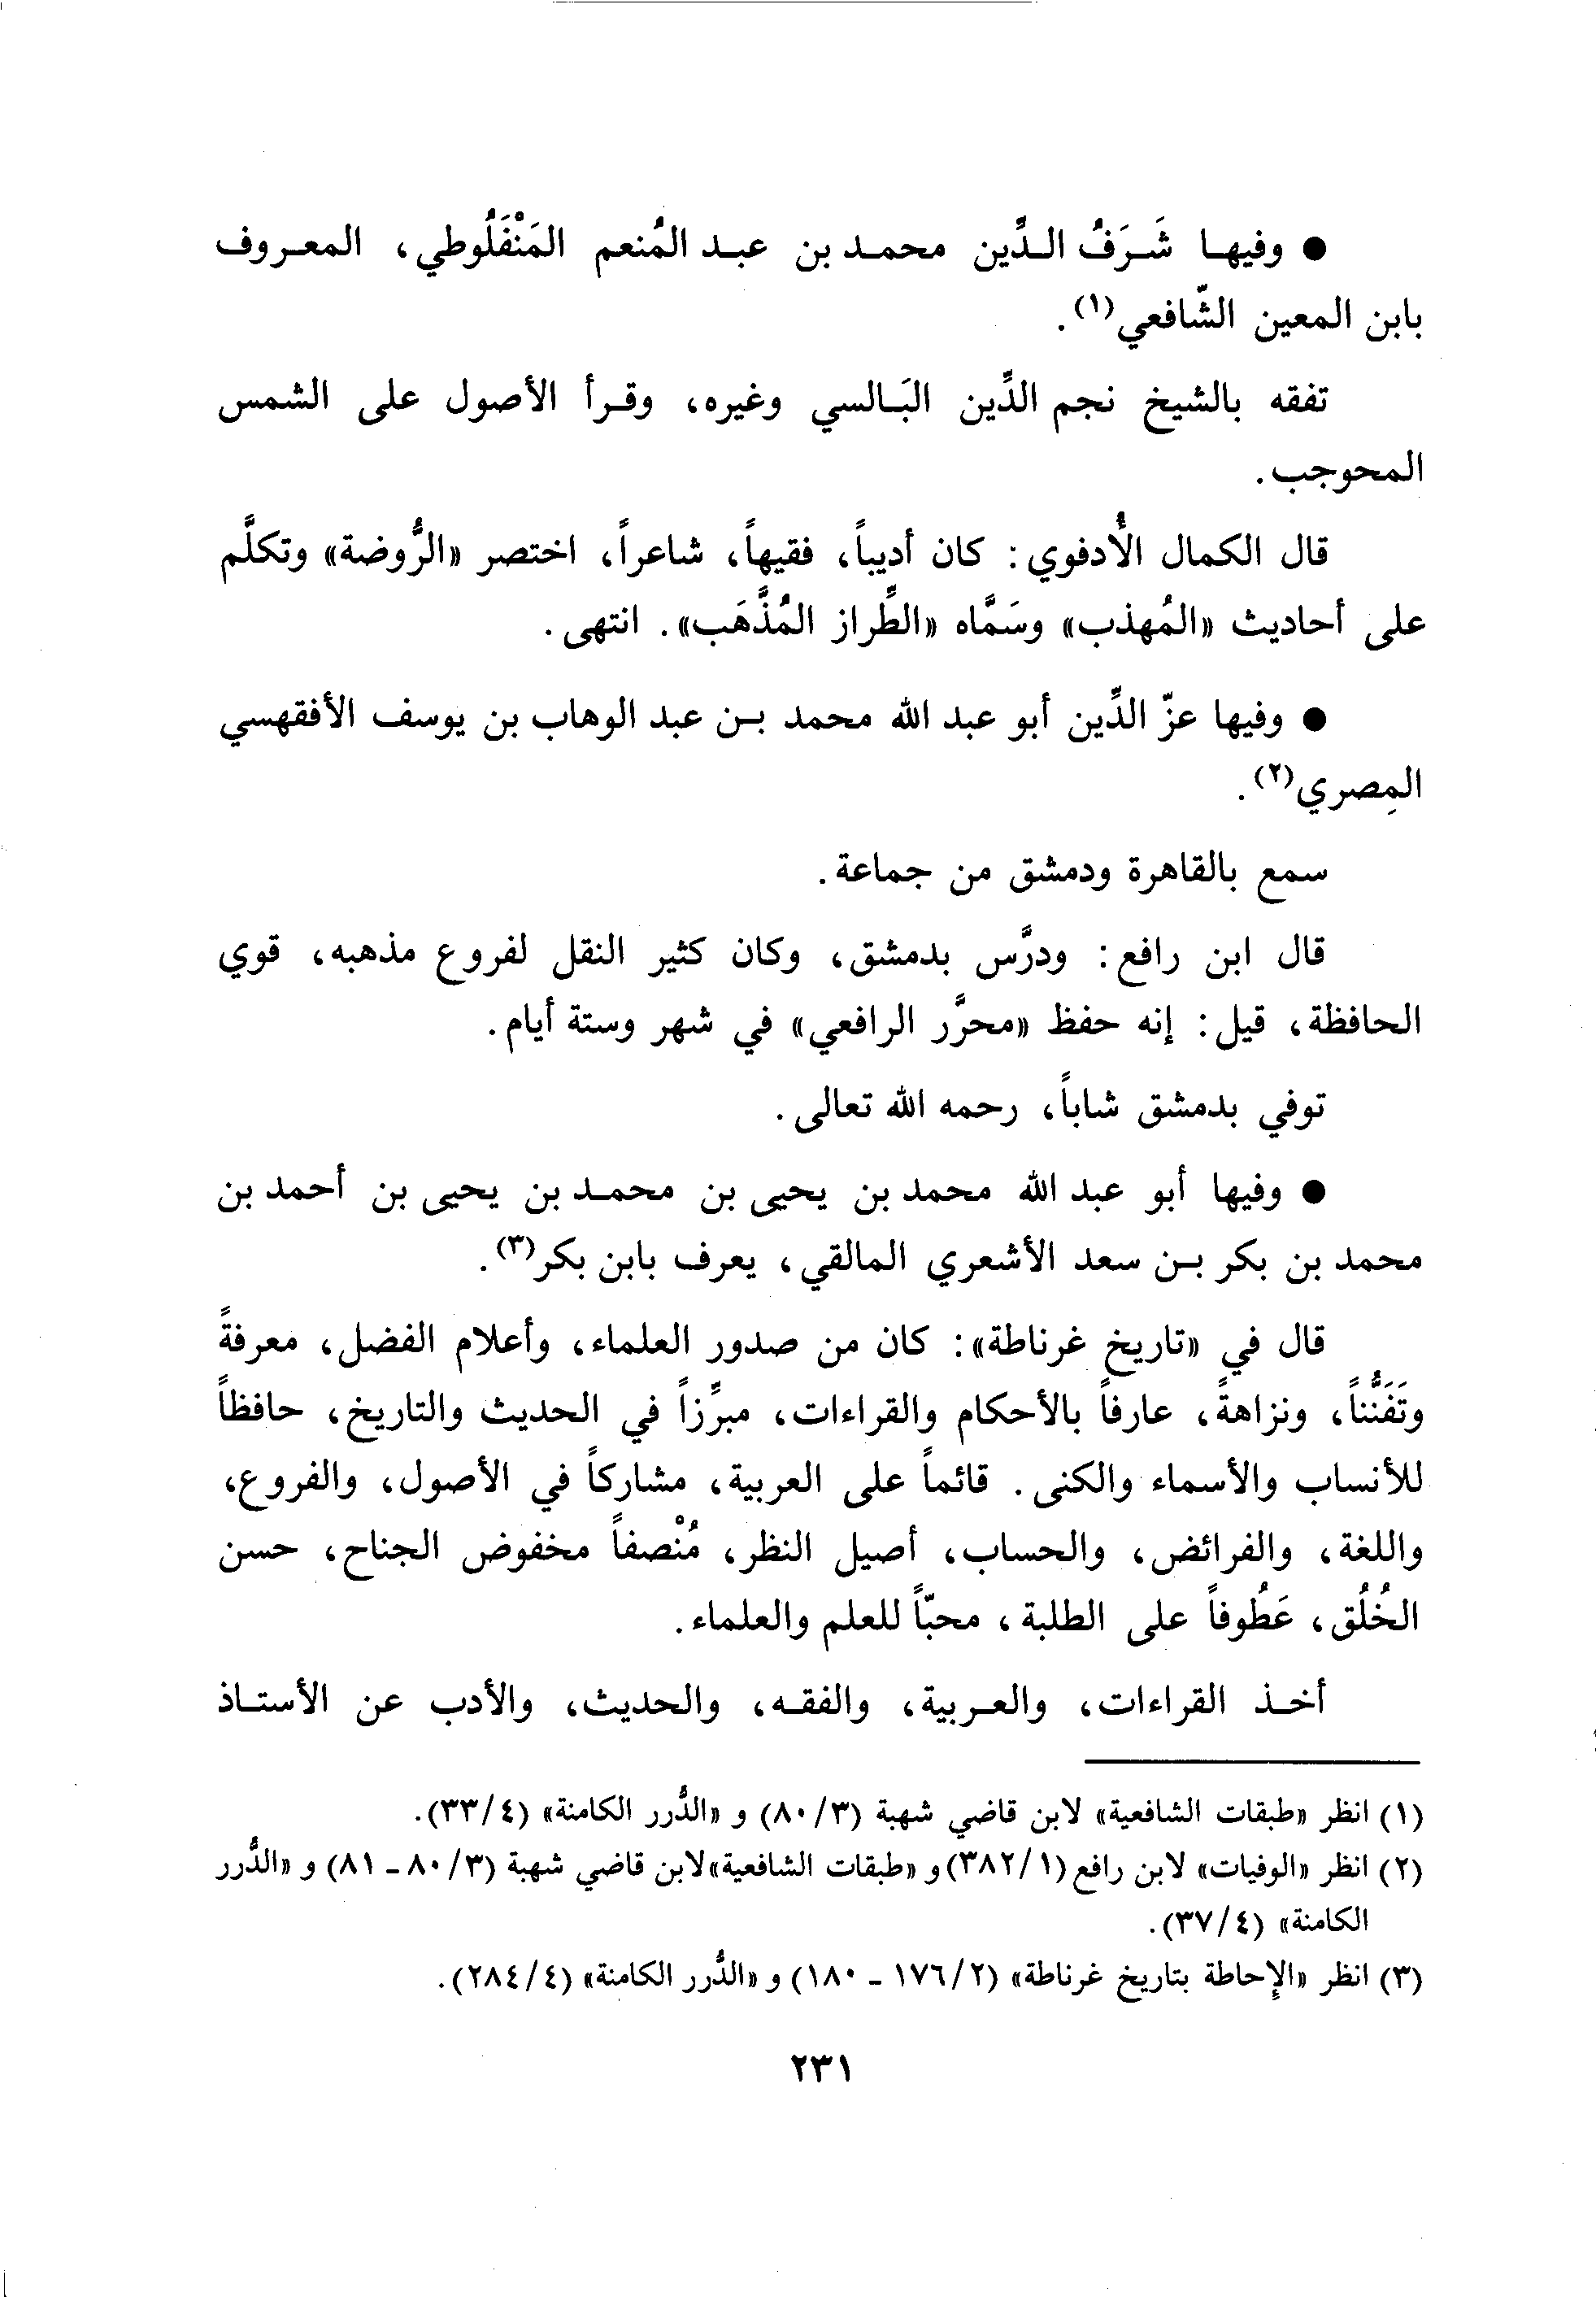 ● وفيها شَرَفُ الدِّين محمد بن عبد المُنعم المَنْفَلُوطي، المعروف
بابن المعين الشّافعي(١).
تفقه بالشيخ نجم الدِّين البَالسي وغيره، وقرأ الأصول على الشمس
المحوجب.
قال الكمال الأُدفوي: كان أديباً، فقيهاً، شاعراً، اختصر «الرُّوضة» وتكلَّم
على أحاديث «المُهذب» وسَمَّاه «الطِّراز المُذَّهَب». انتهى.
● وفيها عزّ الدِّين أبو عبد الله محمد بن عبد الوهاب بن يوسف الأفقهسي
المِصري(٢).
سمع بالقاهرة ودمشق من جماعة.
قال ابن رافع: ودرَّس بدمشق، وكان كثير النقل لفروع مذهبه، قوي
الحافظة، قيل: إنه حفظ «محرَّر الرافعي» في شهر وستة أيام.
توفي بدمشق شاباً، رحمه الله تعالى.
● وفيها أبو عبد الله محمد بن يحيى بن محمد بن يحيى بن أحمد بن
محمد بن بكر بن سعد الأشعري المالقي، يعرف بابن بكر(٣).
قال في «تاريخ غرناطة»: كان من صدور العلماء، وأعلام الفضل، معرفةً
وتَفَنُّناً، ونزاهةً، عارفاً بالأحكام والقراءات، مبرِّزاً في الحديث والتاريخ، حافظاً
للأنساب والأسماء والكنى. قائماً على العربية، مشاركاً في الأصول، والفروع،
واللغة، والفرائض، والحساب، أصيل النظر، مُنْصفاً مخفوض الجناح، حسن
الخُلُق، عَطُوفاً على الطلبة، محبّاً للعلم والعلماء.
أخذ القراءات، والعربية، والفقه، والحديث، والأدب عن الأستاذ
(١) انظر «طبقات الشافعية» لابن قاضي شهبة (٣/ ٨٠) و «الدُّرر الكامنة» (٤/ ٣٣).
(٢) انظر «الوفيات» لابن رافع (١/ ٣٨٢) و «طبقات الشافعية» لابن قاضي شهبة (٣/ ٨٠ - ٨١) و «الدُّرر
الكامنة» (٤/ ٣٧).
(٣) انظر «الإحاطة بتاريخ غرناطة» (٢/ ١٧٦ - ١٨٠) و «الدُّرر الكامنة» (٤/ ٢٨٤).
٢٣١